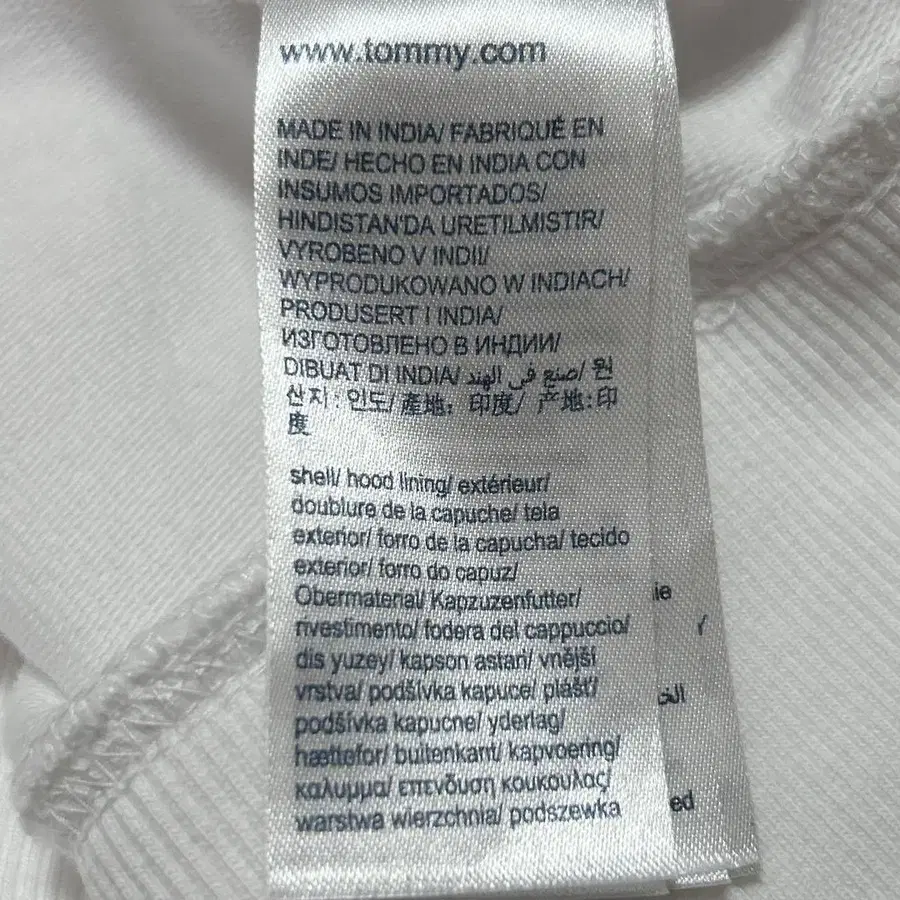 www.tommy.com
MADE IN INDIA/ FABRIQUÉ EN
INDE/ HECHO EN INDIA CON
INSUMOS IMPORTADOS/
HINDISTAN'DA URETILMISTIR/
VYROBENO V INDII/
WYPRODUKOWANO W INDIACH/
PRODUSERT I INDIA/
ИЗГОТОВЛЕНО В ИНДИИ/
DIBUAT DI INDIA/ صنع في الهند/ 원
산지: 인도/ 產地: 印度/ 产地:印
度
shell/ hood lining/ extérieur/
doublure de la capuche/ tela
exterior/ forro de la capucha/ tecido
exterior/ forro do capuz/
Obermaterial/ Kapzuzenfutter/
rivestimento/ fodera del cappuccio/
dis yuzey/ kapson astari/ vnější
vrstva/ podšívka kapuce/ plášť/
podšívka kapucne/ yderlag/
hættefor/ buitenkant/ kapvoering/
καλυμμα/ επενδυση κουκουλας/
warstwa wierzchnia/ podszewka
ie
ed